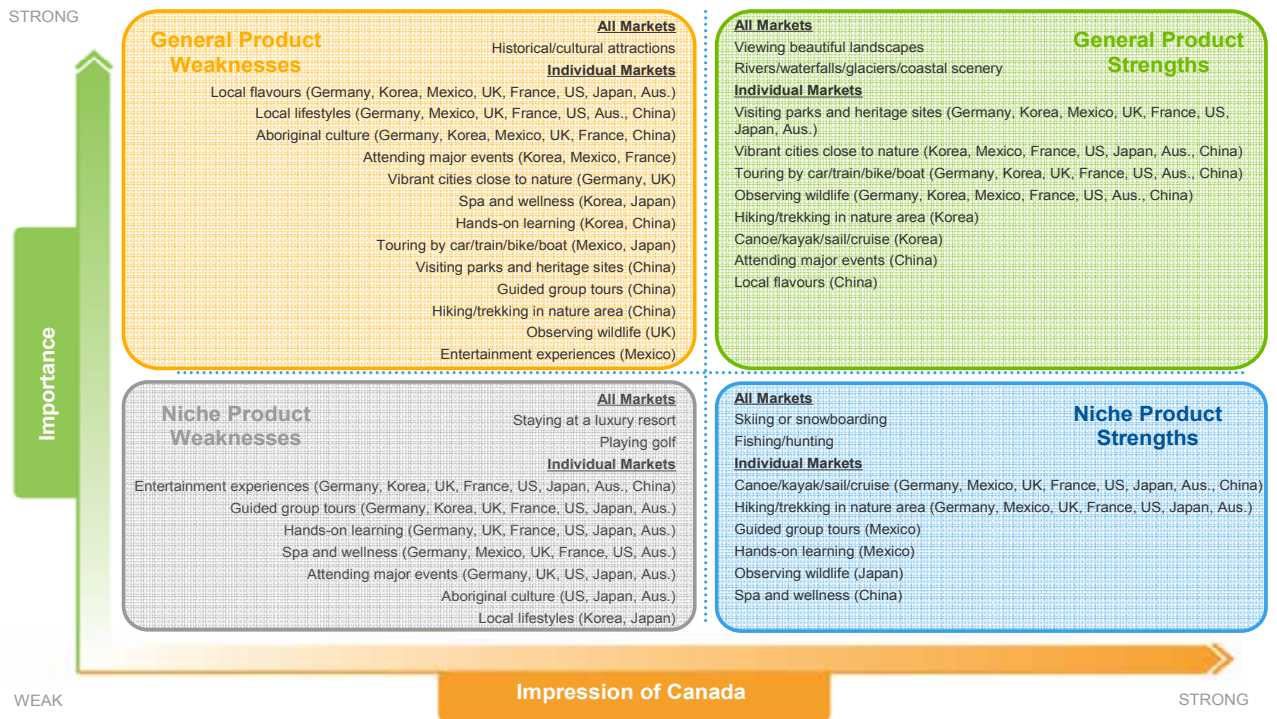 STRONG
General Product
Weaknesses
All Markets
Historical/cultural attractions
Individual Markets
Local flavours (Germany, Korea, Mexico, UK, France, US, Japan, Aus.)
Local lifestyles (Germany, Mexico, UK, France, US, Aus., China)
Aboriginal culture (Germany, Korea, Mexico, UK, France, China)
Attending major events (Korea, Mexico, France)
Vibrant cities close to nature (Germany, UK)
Spa and wellness (Korea, Japan)
Hands-on learning (Korea, China)
Touring by car/train/bike/boat (Mexico, Japan)
Visiting parks and heritage sites (China)
Guided group tours (China)
Hiking/trekking in nature area (China)
Observing wildlife (UK)
Entertainment experiences (Mexico)
General Product
Strengths
All Markets
Viewing beautiful landscapes
Rivers/waterfalls/glaciers/coastal scenery
Individual Markets
Visiting parks and heritage sites (Germany, Korea, Mexico, UK, France, US,
Japan, Aus.)
Vibrant cities close to nature (Korea, Mexico, France, US, Japan, Aus., China)
Touring by car/train/bike/boat (Germany, Korea, UK, France, US, Aus., China)
Observing wildlife (Germany, Korea, Mexico, France, US, Aus., China)
Hiking/trekking in nature area (Korea)
Canoe/kayak/sail/cruise (Korea)
Attending major events (China)
Local flavours (China)
Importance
Niche Product
Weaknesses
All Markets
Staying at a luxury resort
Playing golf
Individual Markets
Entertainment experiences (Germany, Korea, UK, France, US, Japan, Aus., China)
Guided group tours (Germany, Korea, UK, France, US, Japan, Aus.)
Hands-on learning (Germany, UK, France, US, Japan, Aus.)
Spa and wellness (Germany, Mexico, UK, France, US, Aus.)
Attending major events (Germany, UK, US, Japan, Aus.)
Aboriginal culture (US, Japan, Aus.)
Local lifestyles (Korea, Japan)
Niche Product
Strengths
All Markets
Skiing or snowboarding
Fishing/hunting
Individual Markets
Canoe/kayak/sail/cruise (Germany, Mexico, UK, France, US, Japan, Aus., China)
Hiking/trekking in nature area (Germany, Mexico, UK, France, US, Japan, Aus.)
Guided group tours (Mexico)
Hands-on learning (Mexico)
Observing wildlife (Japan)
Spa and wellness (China)
WEAK
Impression of Canada
STRONG